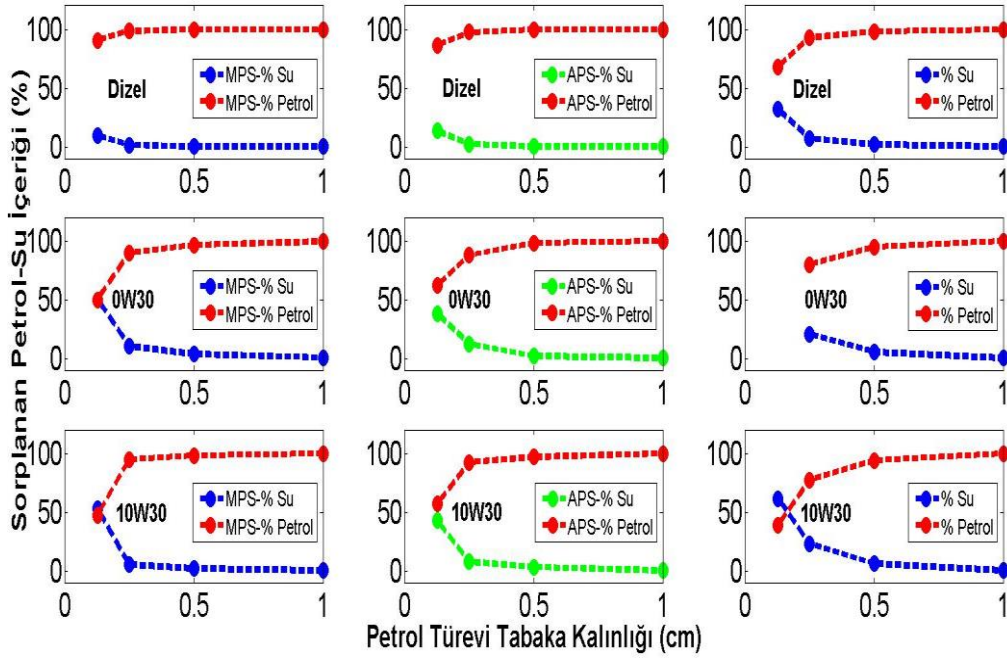 Sorplanan Petrol-Su İçeriği (%)
100
50
0
Dizel
MPS-% Su
MPS-% Petrol
0 0.5 1
100
50
0
Dizel
APS-% Su
APS-% Petrol
0 0.5 1
100
50
0
Dizel
% Su
% Petrol
0 0.5 1
100
50
0
0W30
MPS-% Su
MPS-% Petrol
0 0.5 1
100
50
0
0W30
APS-% Su
APS-% Petrol
0 0.5 1
100
50
0
0W30
% Su
% Petrol
0 0.5 1
100
50
0
10W30
MPS-% Su
MPS-% Petrol
0 0.5 1
100
50
0
10W30
APS-% Su
APS-% Petrol
0 0.5 1
100
50
0
10W30
% Su
% Petrol
0 0.5 1
Petrol Türevi Tabaka Kalınlığı (cm)